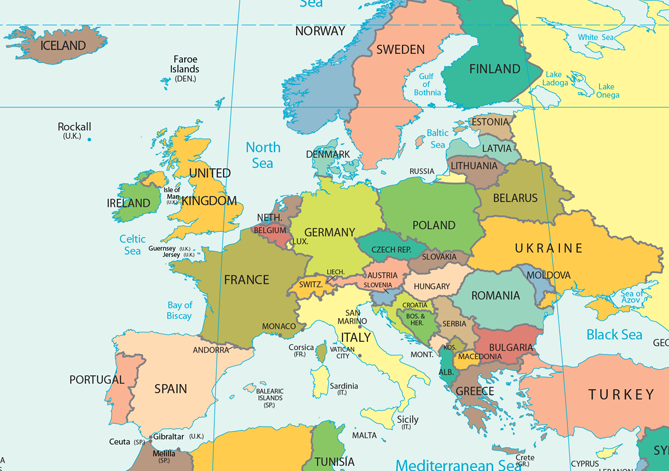 Sea
NORWAY
ICELAND
SWEDEN
White Sea
Faroe
Islands
(DEN.)
FINLAND
Gulf
of
Bothnia
Lake
Ladoga
Lake
Onega
Rockall
(U.K.)
ESTONIA
Baltic
Sea
North
Sea
LATVIA
DENMARK
LITHUANIA
RUSSIA
UNITED
KINGDOM
Isle of
Man
(U.K.)
IRELAND
BELARUS
NETH.
POLAND
BELGIUM
GERMANY
LUX.
Celtic
Sea
Guernsey (U.K.)
Jersey (U.K.)
CZECH REP.
UKRAINE
SLOVAKIA
LIECH.
AUSTRIA
MOLDOVA
FRANCE
SWITZ.
SLOVENIA
HUNGARY
ROMANIA
Sea of
Azov
Bay of
Biscay
CROATIA
SAN
MARINO
BOS. &
HER.
SERBIA
MONACO
ITALY
Black Sea
ANDORRA
Corsica
(FR.)
VATICAN
CITY
MONT.
KOS.
BULGARIA
GEO
MACEDONIA
ALB.
PORTUGAL
SPAIN
BALEARIC
ISLANDS
(SP.)
Sardinia
(IT.)
GREECE
TURKEY
Sicily
(IT.)
Ceuta (SP.)
Gibraltar (U.K.)
MALTA
Melilla
(SP.)
TUNISIA
Mediterranean Sea
Crete
(GR.)
CYPRUS
LEBANON
SY
A